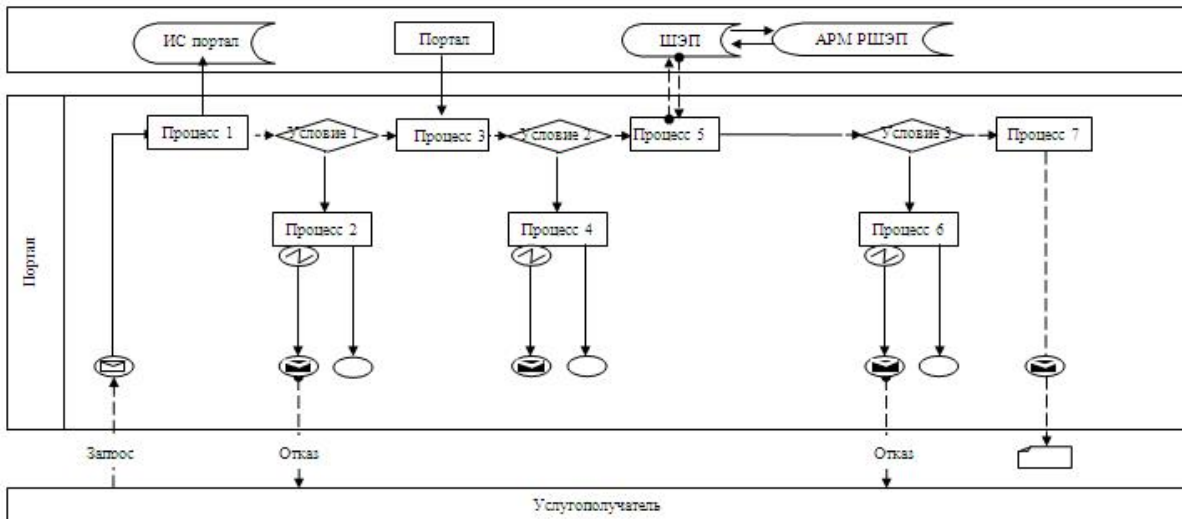 ИС портал
Портал
ШЭП
АРМ РШЭП
Процесс 1
Условие 1
Процесс 3
Условие 2
Процесс 5
Условие 3
Процесс 7
Процесс 2
Процесс 4
Процесс 6
Портал
Запрос
Отказ
Отказ
Услугополучатель